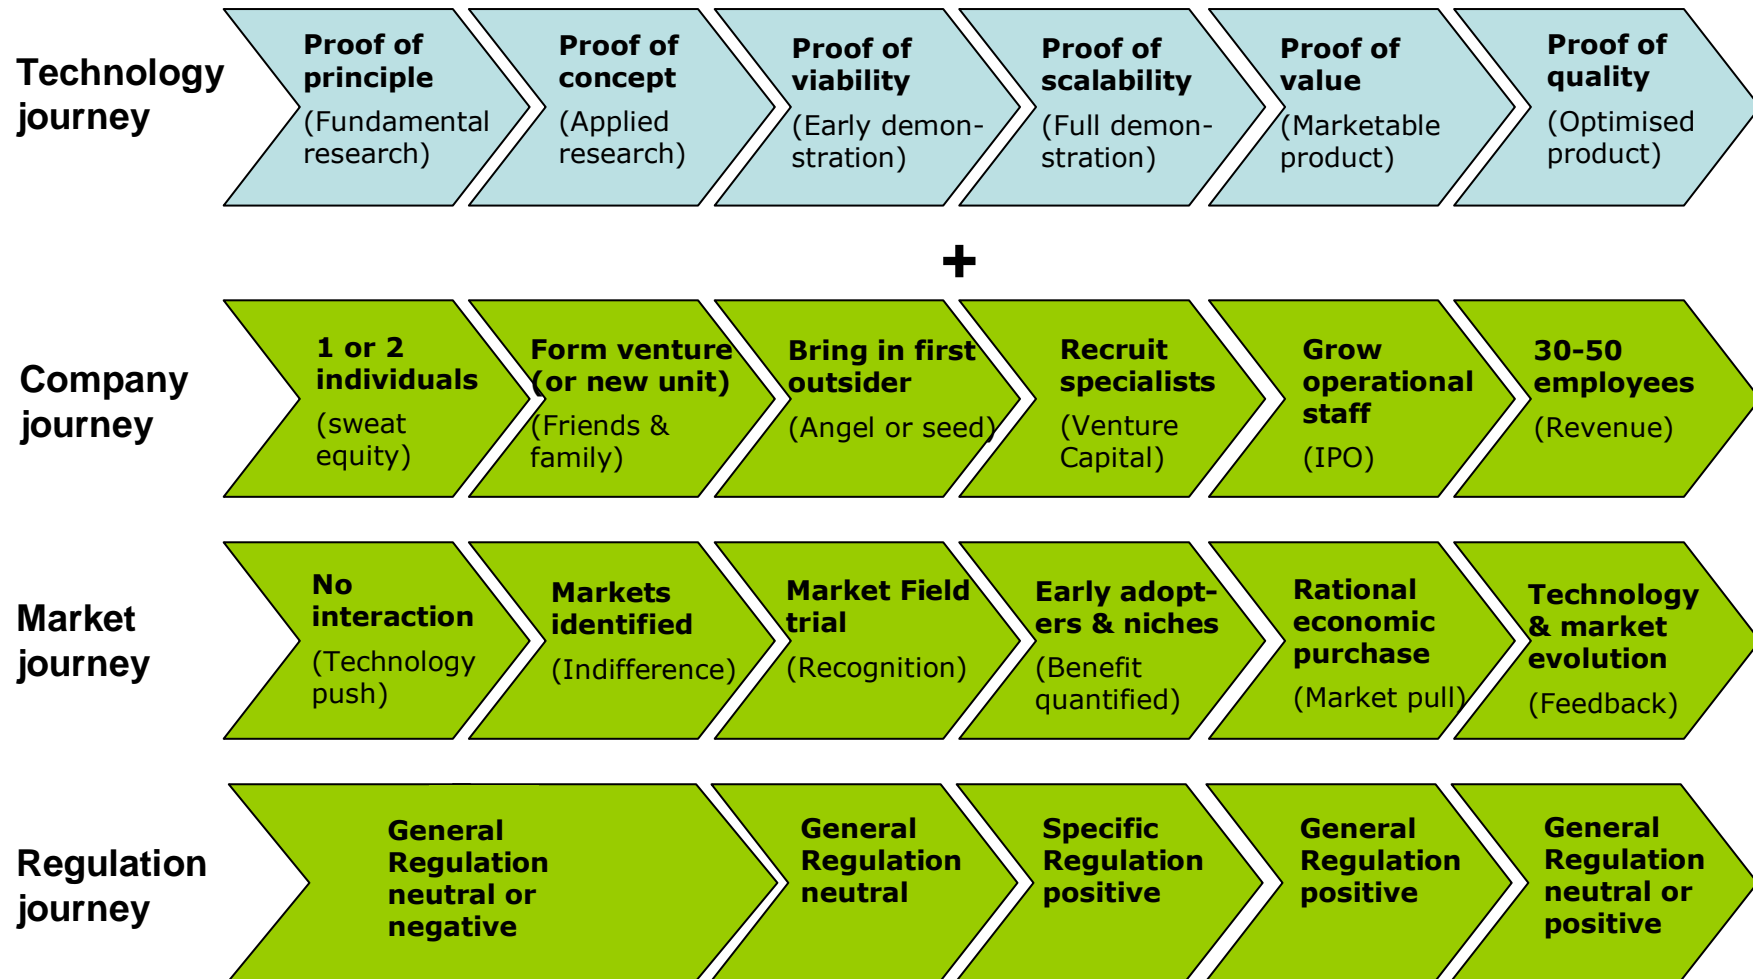 Technology
journey
Proof of
principle
(Fundamental
research)
Proof of
concept
(Applied
research)
Proof of
viability
(Early demon-
stration)
Proof of
scalability
(Full demon-
stration)
Proof of
value
(Marketable
product)
Proof of
quality
(Optimised
product)
+
Company
journey
1 or 2
individuals
(sweat
equity)
Form venture
(or new unit)
(Friends &
family)
Bring in first
outsider
(Angel or seed)
Recruit
specialists
(Venture
Capital)
Grow
operational
staff
(IPO)
30-50
employees
(Revenue)
Market
journey
No
interaction
(Technology
push)
Markets
identified
(Indifference)
Market Field
trial
(Recognition)
Early adopt-
ers & niches
(Benefit
quantified)
Rational
economic
purchase
(Market pull)
Technology
& market
evolution
(Feedback)
Regulation
journey
General
Regulation
neutral or
negative
General
Regulation
neutral
Specific
Regulation
positive
General
Regulation
positive
General
Regulation
neutral or
positive